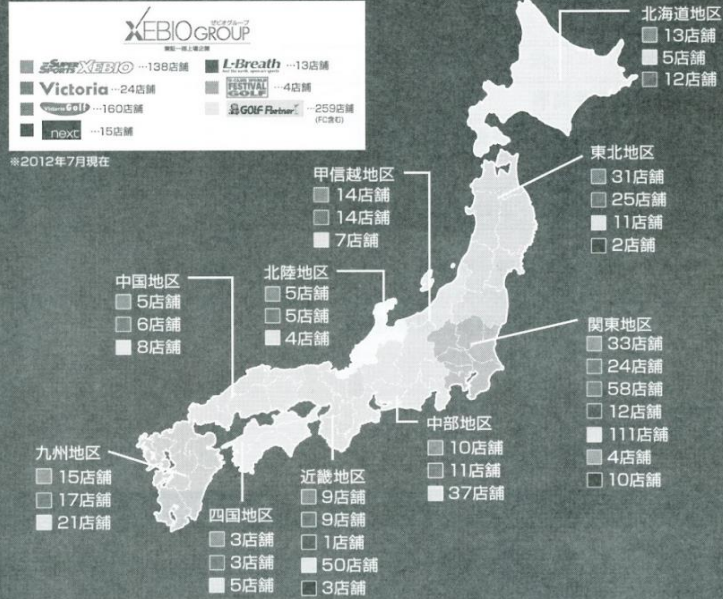 XEBIO GROUP
ゼビオグループ
東証一部上場企業
SUPER SPORTS XEBIO …138店舗
Victoria …24店舗
Victoria Golf …160店舗
next …15店舗
L-Breath …13店舗
FESTIVAL GOLF …4店舗
GOLF Partner …259店舗
(FC含む)
※2012年7月現在
北海道地区
13店舗
5店舗
12店舗
東北地区
31店舗
25店舗
11店舗
2店舗
甲信越地区
14店舗
14店舗
7店舗
北陸地区
5店舗
5店舗
4店舗
中国地区
5店舗
6店舗
8店舗
関東地区
33店舗
24店舗
58店舗
12店舗
111店舗
4店舗
10店舗
中部地区
10店舗
11店舗
37店舗
九州地区
15店舗
17店舗
21店舗
四国地区
3店舗
3店舗
5店舗
近畿地区
9店舗
9店舗
1店舗
50店舗
3店舗